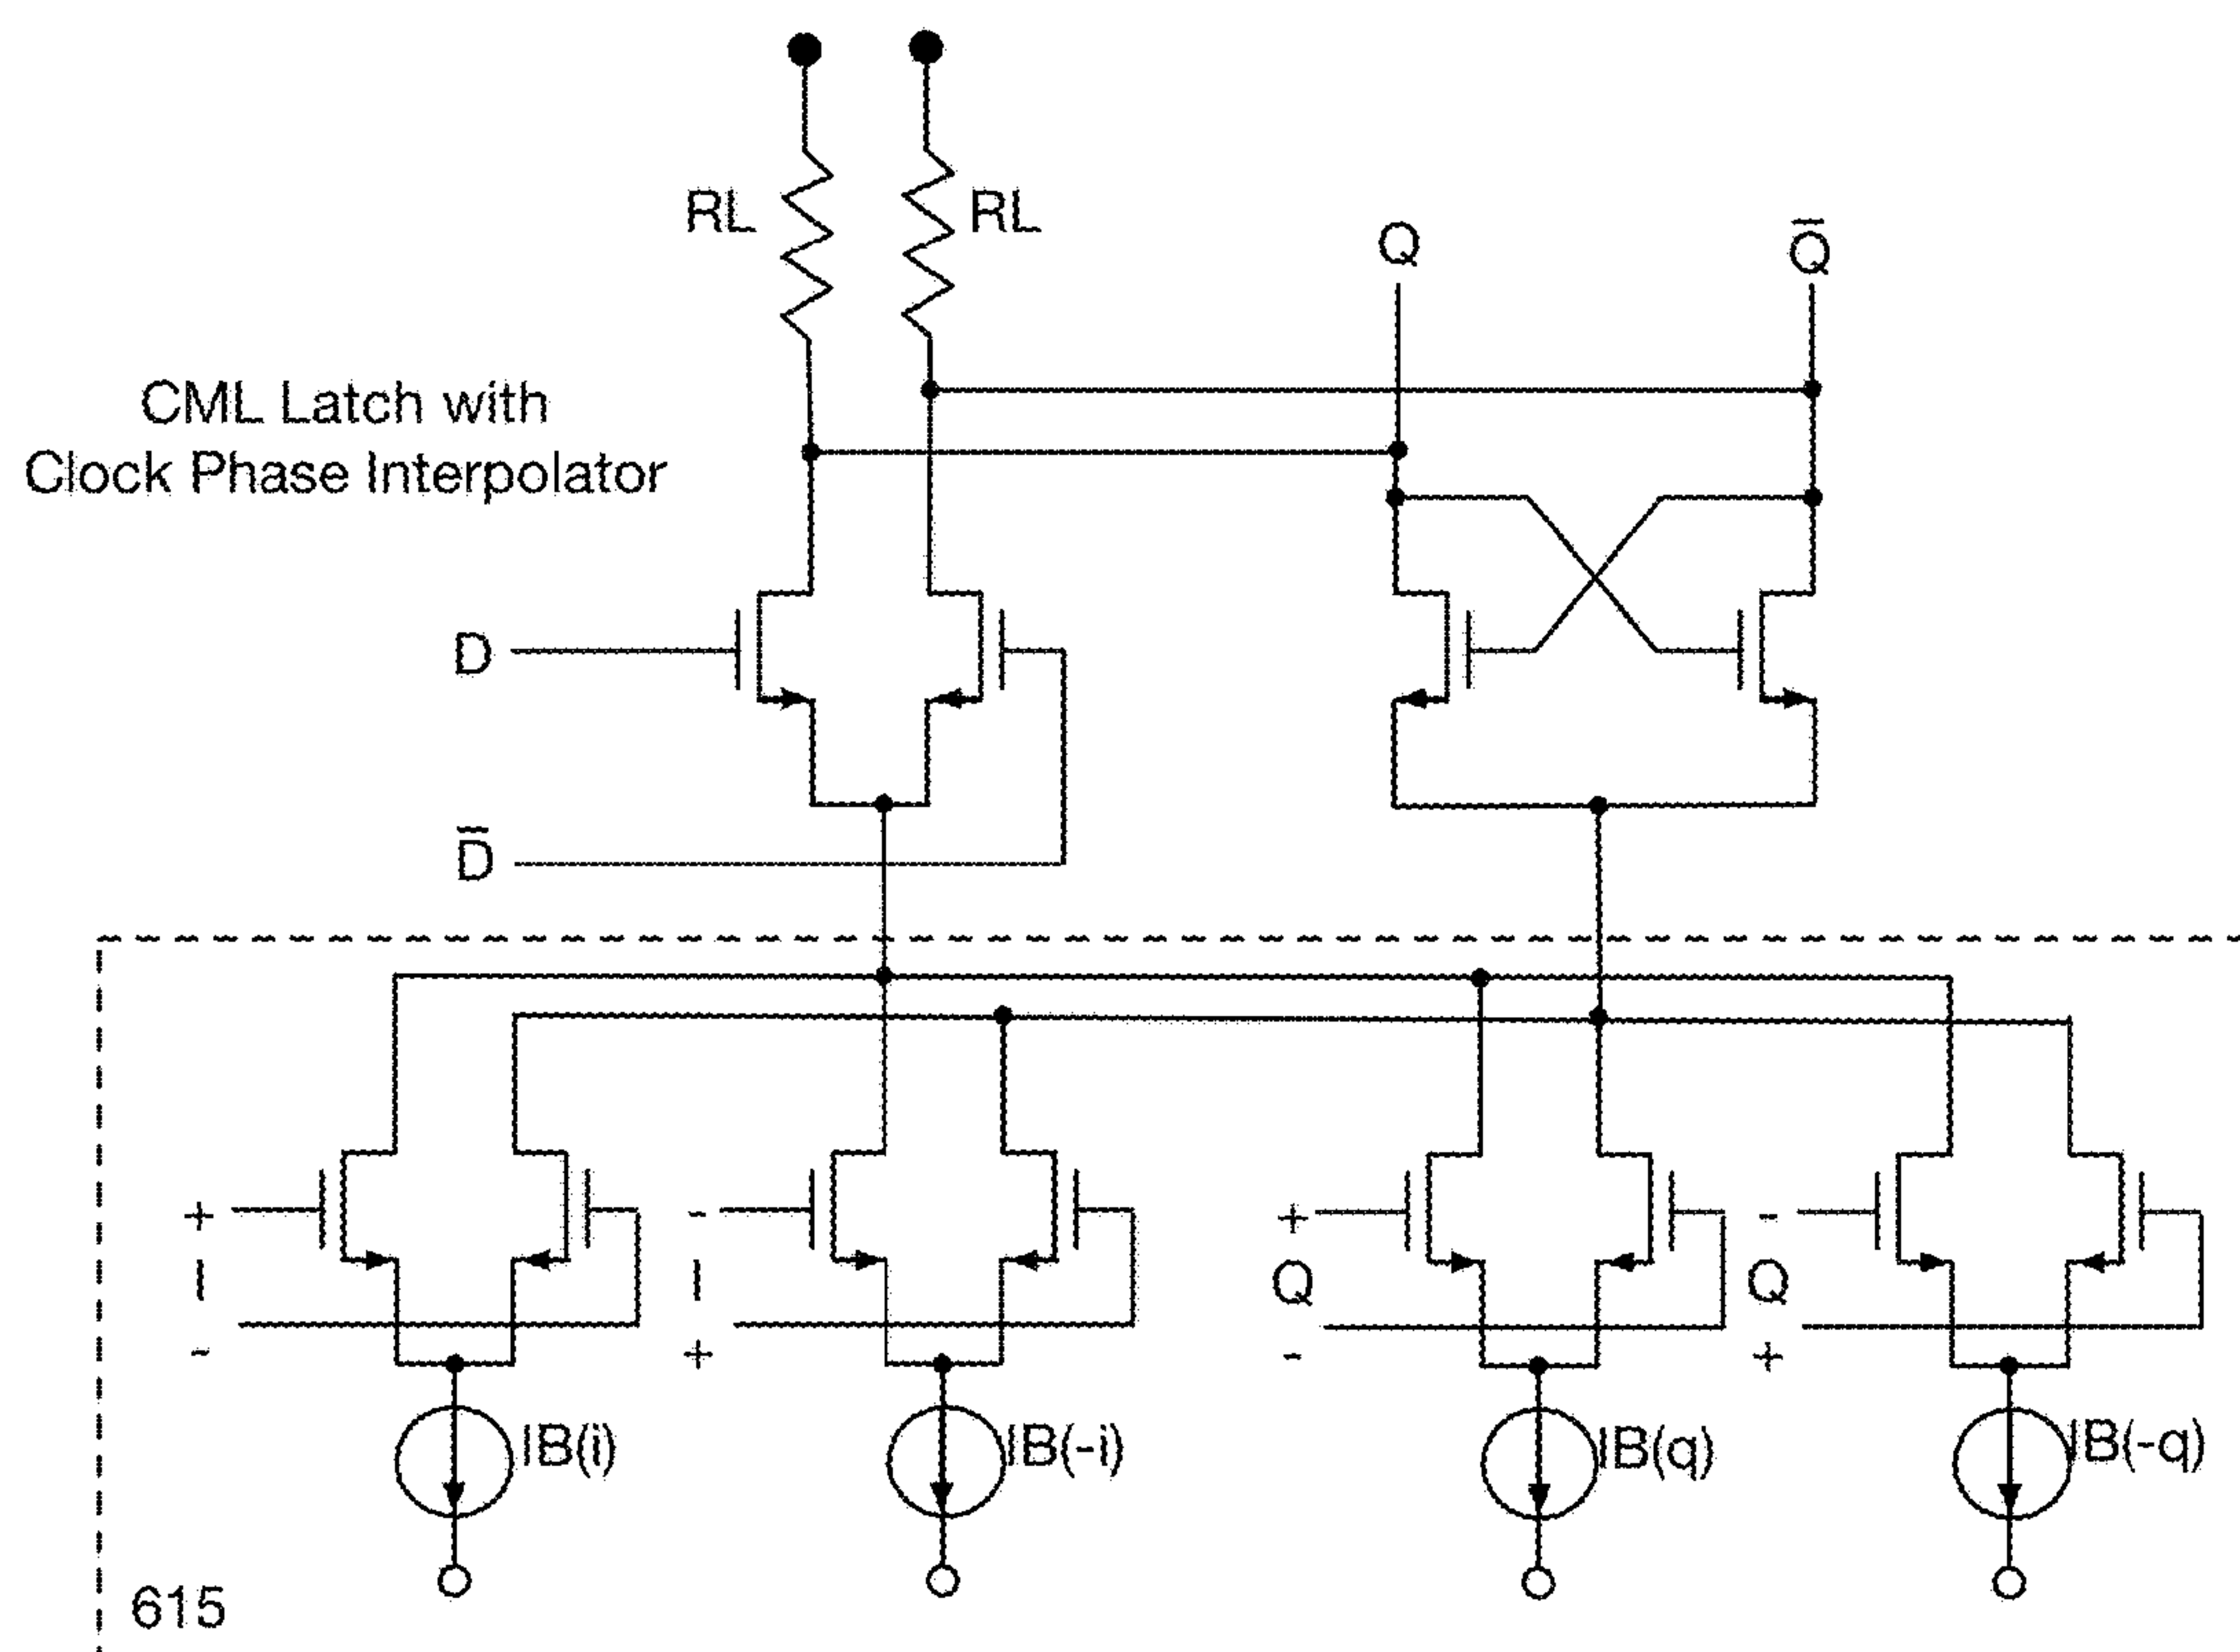 RL RL
Q Q̅
CML Latch with
Clock Phase Interpolator
D
D̅
+ - + -
I I Q Q
- + - +
IB(i) IB(-i) IB(q) IB(-q)
615